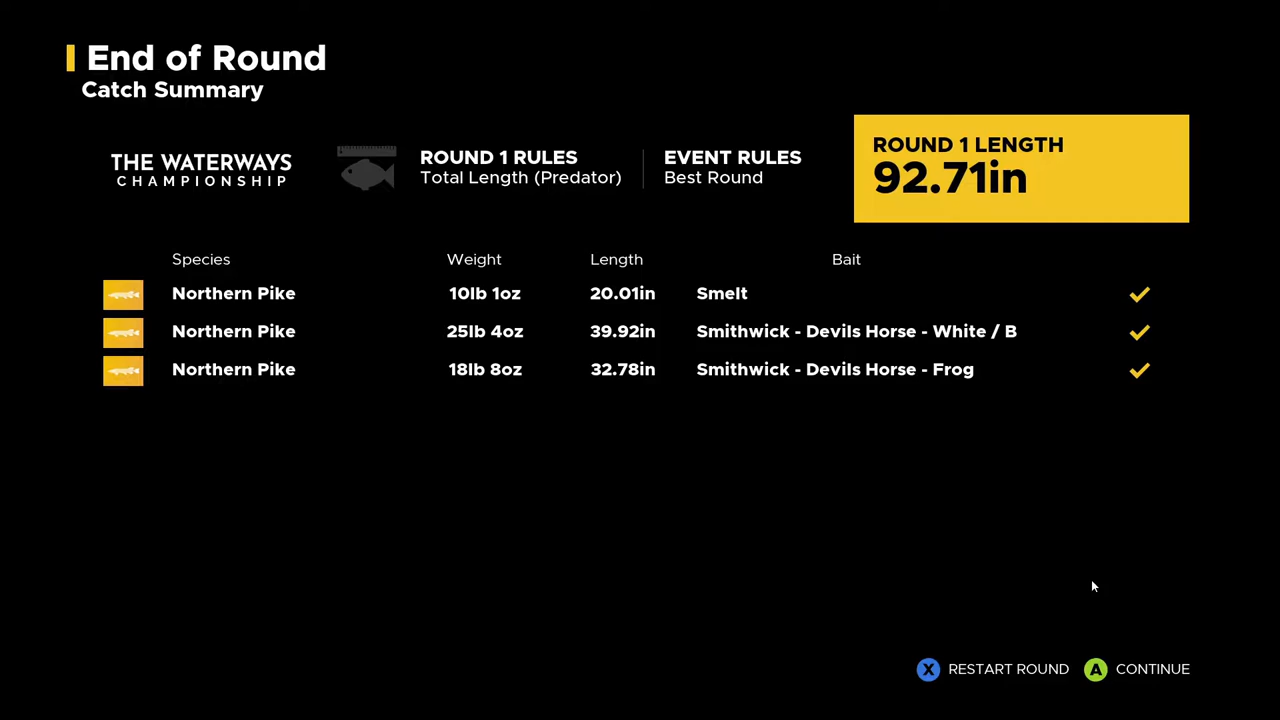 End of Round
Catch Summary
THE WATERWAYS
CHAMPIONSHIP
ROUND 1 RULES
Total Length (Predator)
EVENT RULES
Best Round
ROUND 1 LENGTH
92.71in
Species Weight Length Bait
Northern Pike 10lb 1oz 20.01in Smelt
Northern Pike 25lb 4oz 39.92in Smithwick - Devils Horse - White / B
Northern Pike 18lb 8oz 32.78in Smithwick - Devils Horse - Frog
X RESTART ROUND A CONTINUE